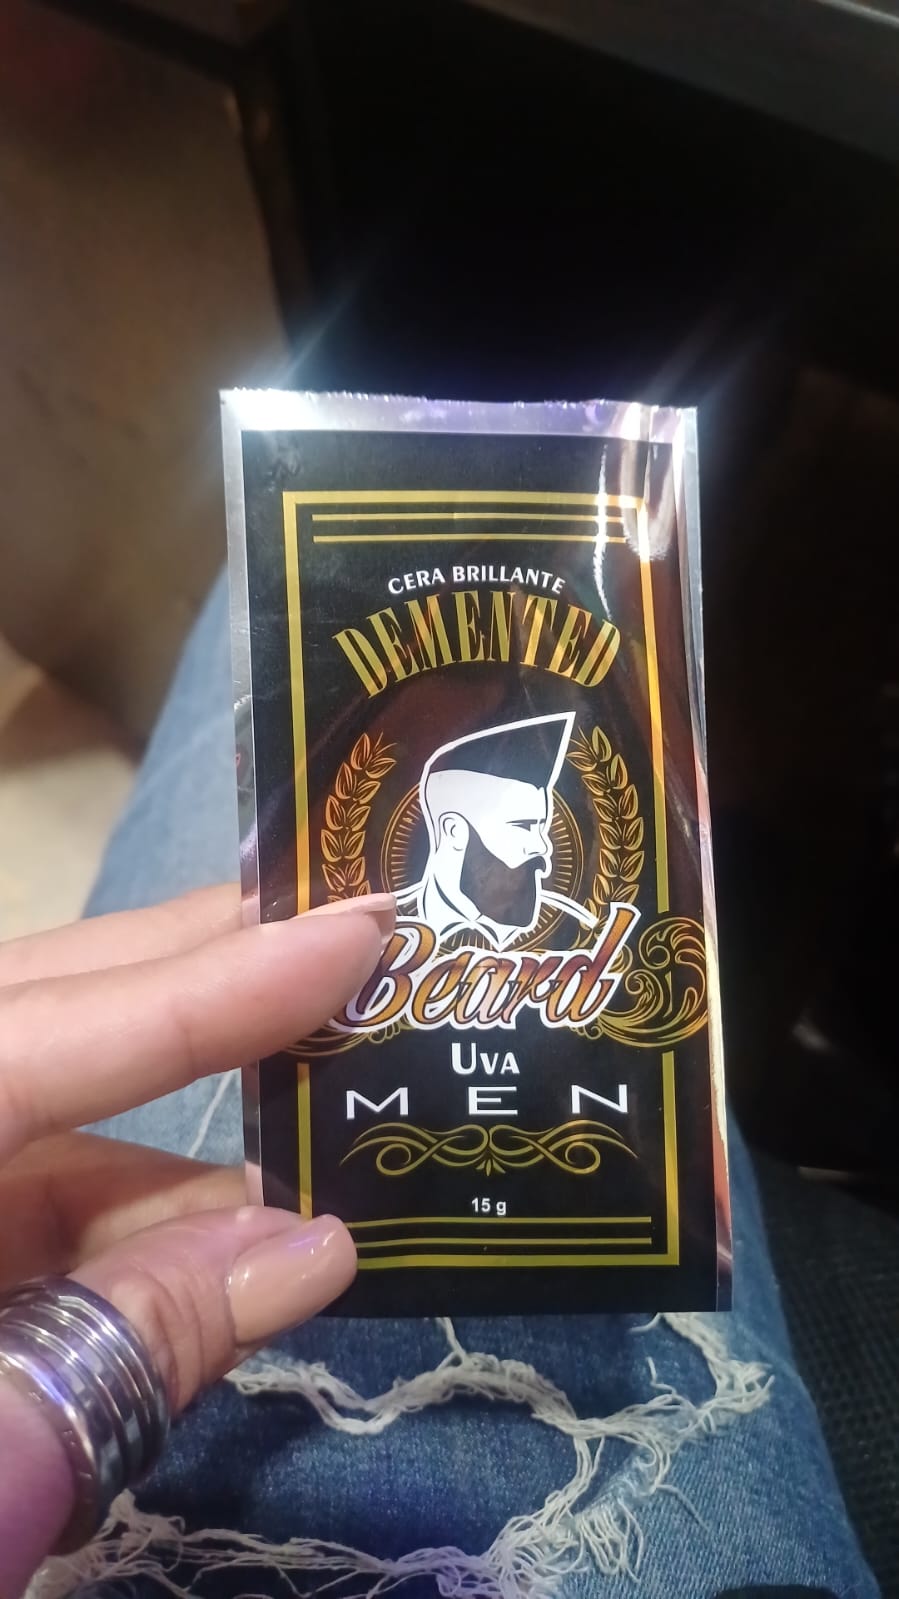 CERA BRILLANTE
DEMENTED
Beard
UVA
MEN
15 g